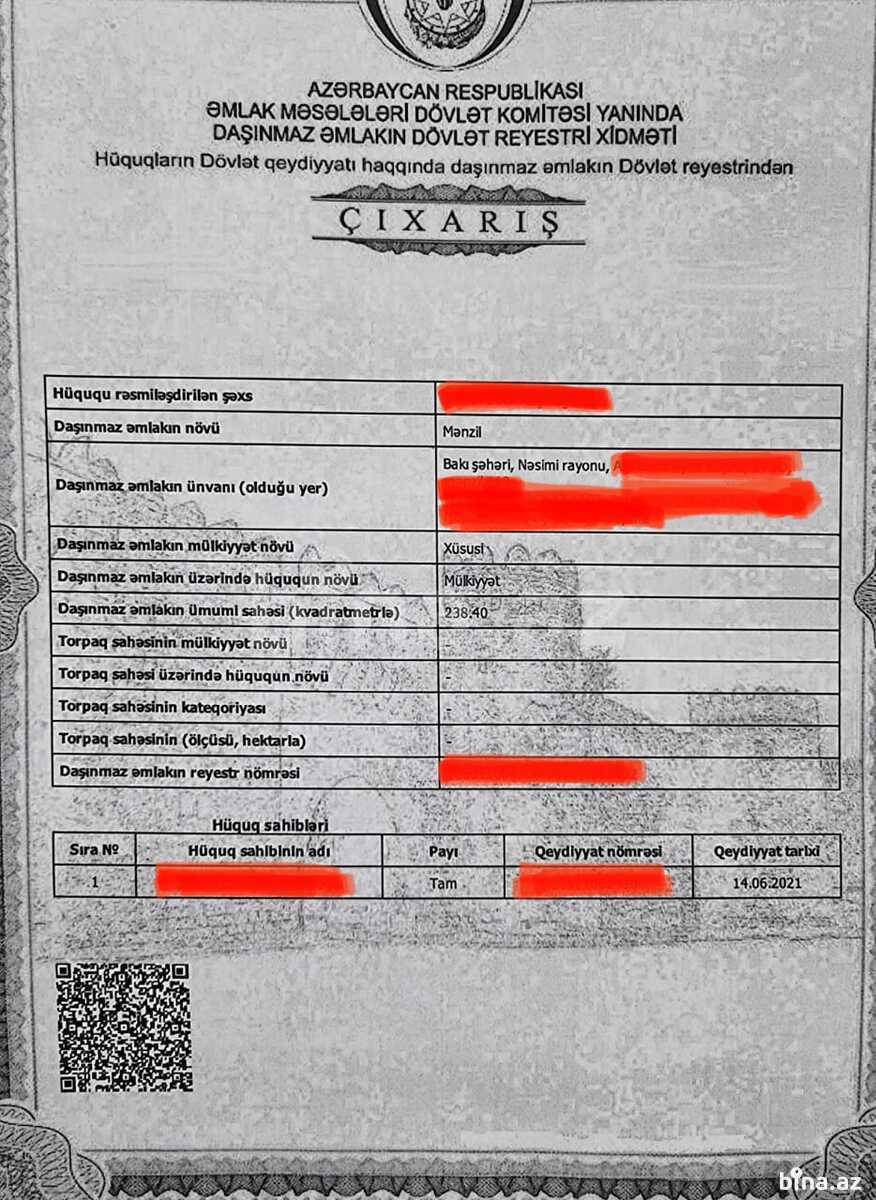 AZƏRBAYCAN RESPUBLİKASI
ƏMLAK MƏSƏLƏLƏRİ DÖVLƏT KOMİTƏSİ YANINDA
DAŞINMAZ ƏMLAKIN DÖVLƏT REYESTRİ XİDMƏTİ
Hüquqların Dövlət qeydiyyatı haqqında daşınmaz əmlakın Dövlət reyestrindən
ÇIXARIŞ
Hüququ rəsmiləşdirilən şəxs
Daşınmaz əmlakın növü Mənzil
Daşınmaz əmlakın ünvanı (olduğu yer) Bakı şəhəri, Nəsimi rayonu,
Daşınmaz əmlakın mülkiyyət növü Xüsusi
Daşınmaz əmlakın üzərində hüququn növü Mülkiyyət
Daşınmaz əmlakın ümumi sahəsi (kvadratmetrlə) 238.40
Torpaq sahəsinin mülkiyyət növü -
Torpaq sahəsi üzərində hüququn növü -
Torpaq sahəsinin kateqoriyası -
Torpaq sahəsinin (ölçüsü, hektarla) -
Daşınmaz əmlakın reyestr nömrəsi
Hüquq sahibləri
Sıra № Hüquq sahibinin adı Payı Qeydiyyat nömrəsi Qeydiyyat tarixi
1 Tam 14.06.2021
bina.az